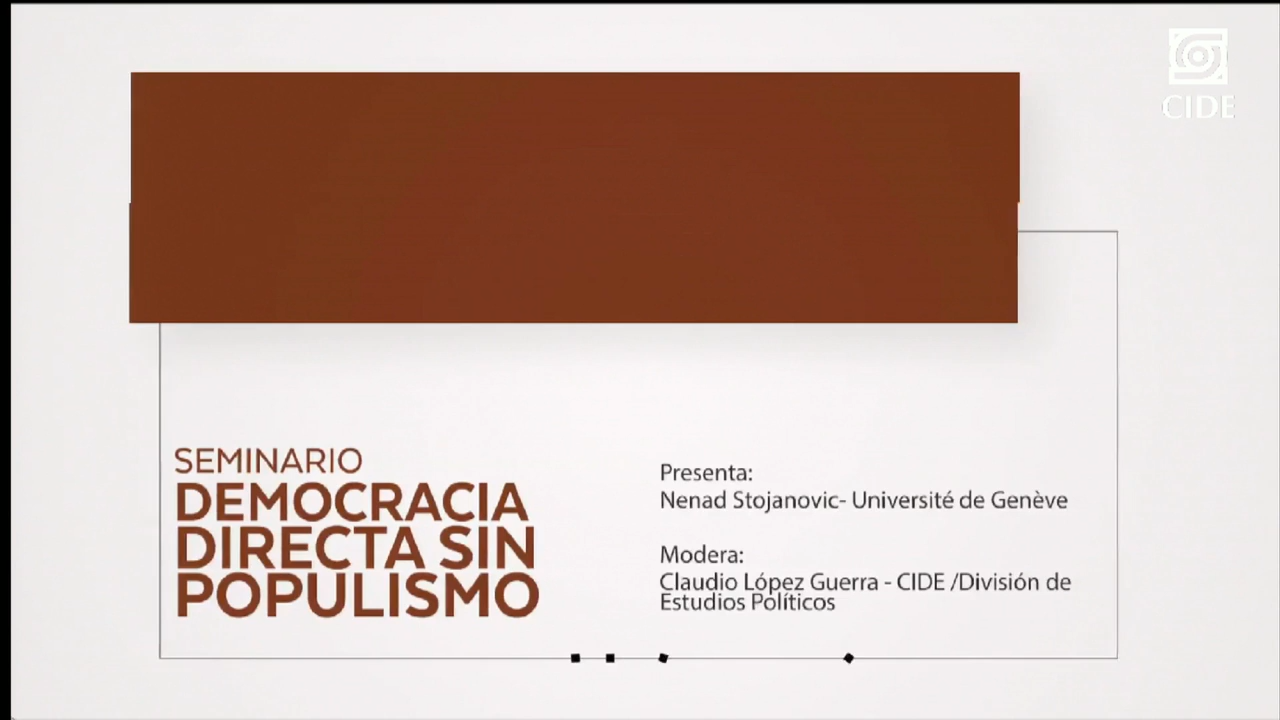 CIDE
SEMINARIO
DEMOCRACIA
DIRECTA SIN
POPULISMO
Presenta:
Nenad Stojanovic- Université de Genève
Modera:
Claudio López Guerra - CIDE /División de
Estudios Políticos